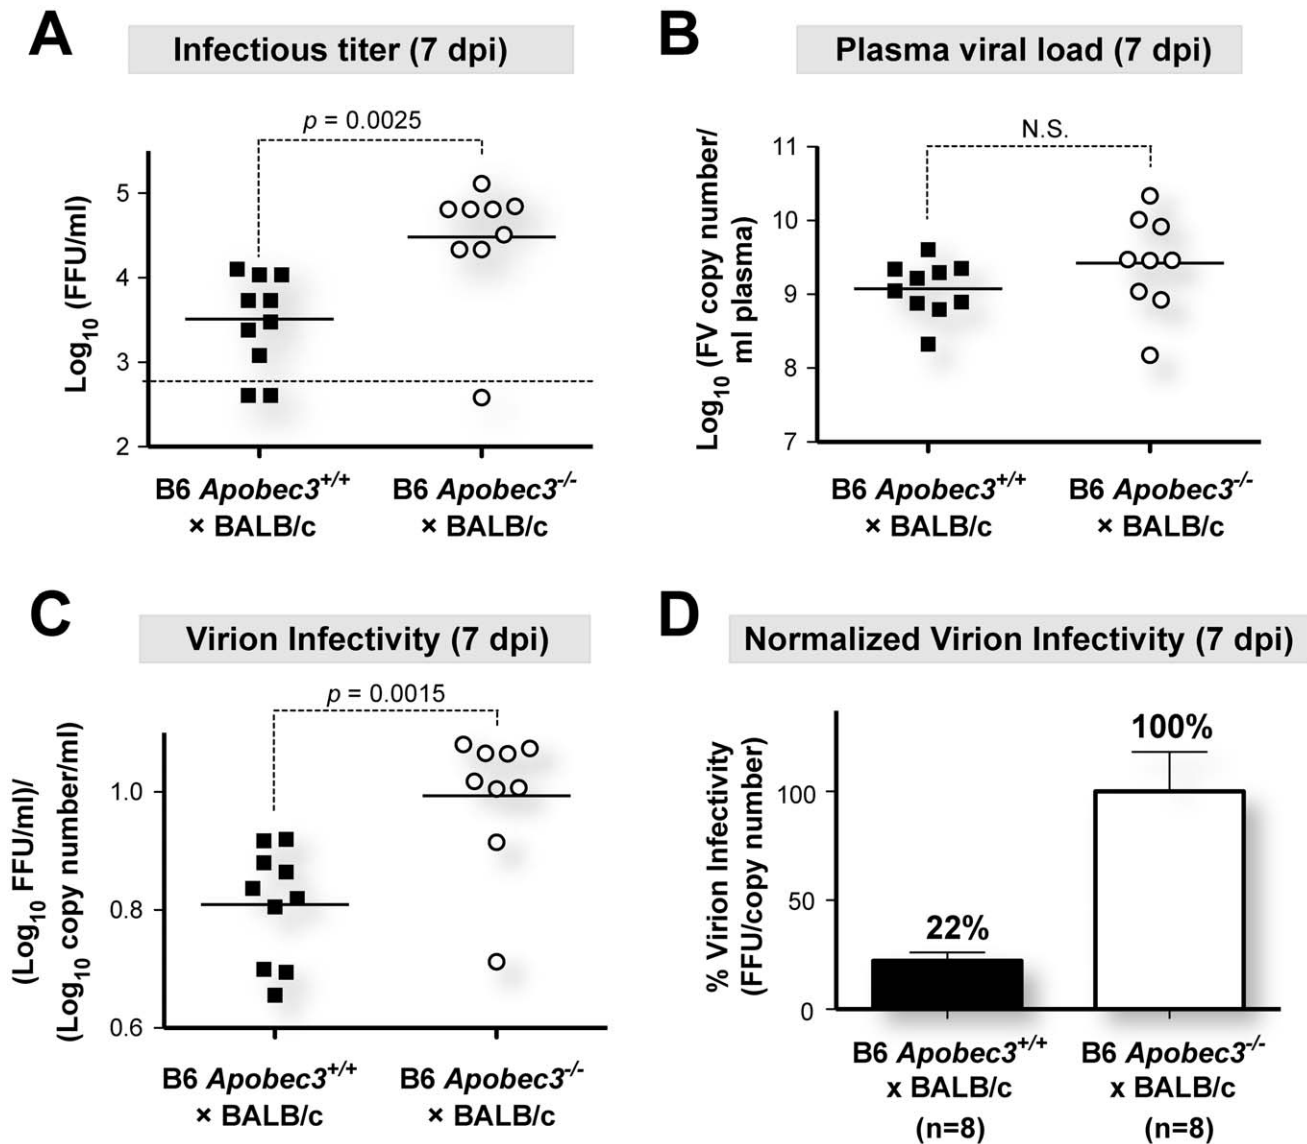 A
Infectious titer (7 dpi)
p = 0.0025
Log10 (FFU/ml)
5
4
3
2
B6 Apobec3+/+
× BALB/c
B6 Apobec3-/-
× BALB/c
B
Plasma viral load (7 dpi)
N.S.
Log10 (FV copy number/
ml plasma)
11
10
9
8
7
B6 Apobec3+/+
× BALB/c
B6 Apobec3-/-
× BALB/c
C
Virion Infectivity (7 dpi)
p = 0.0015
(Log10 FFU/ml)/
(Log10 copy number/ml)
1.0
0.8
0.6
B6 Apobec3+/+
× BALB/c
B6 Apobec3-/-
× BALB/c
D
Normalized Virion Infectivity (7 dpi)
% Virion Infectivity
(FFU/copy number)
100
50
0
22%
100%
B6 Apobec3+/+
x BALB/c
(n=8)
B6 Apobec3-/-
x BALB/c
(n=8)